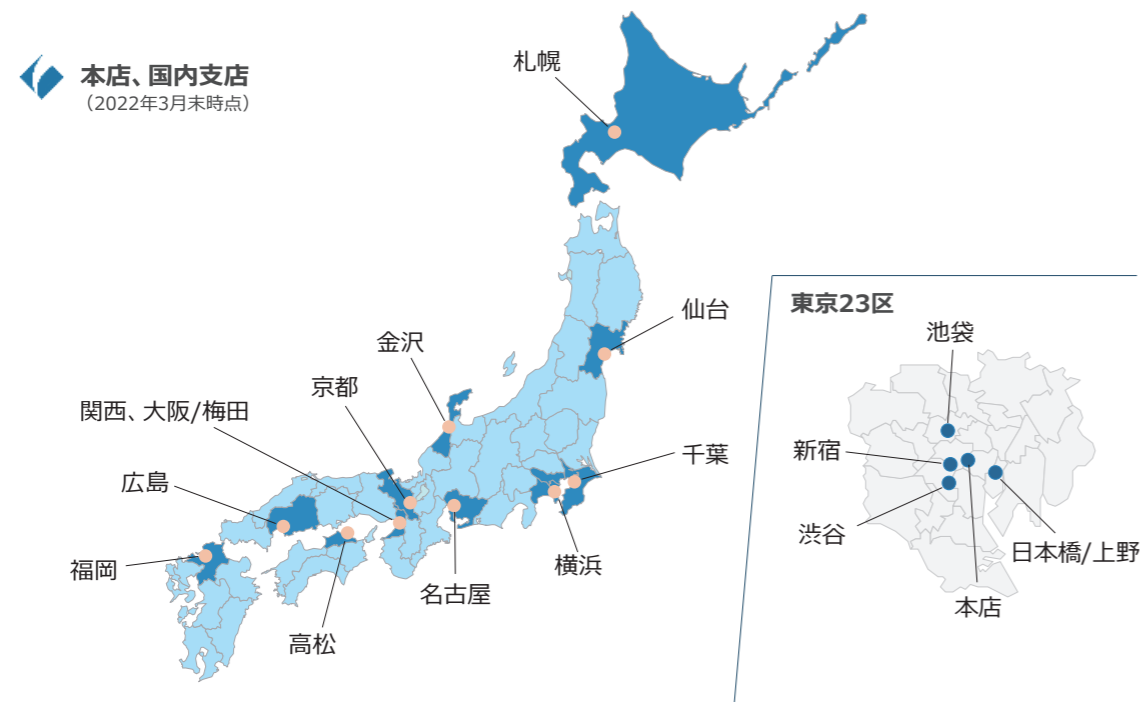 本店、国内支店
（2022年3月末時点）
札幌
仙台
金沢
京都
関西、大阪/梅田
広島
千葉
福岡
横浜
名古屋
高松
東京23区
池袋
新宿
渋谷
日本橋/上野
本店